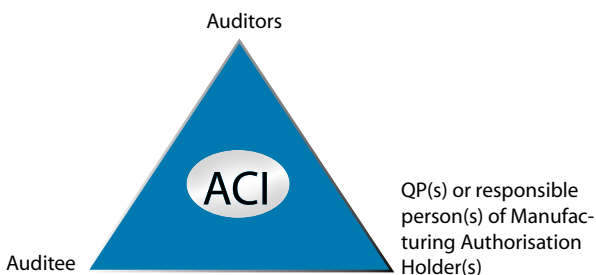 Auditors
ACI
QP(s) or responsible
person(s) of Manufac-
turing Authorisation
Holder(s)
Auditee